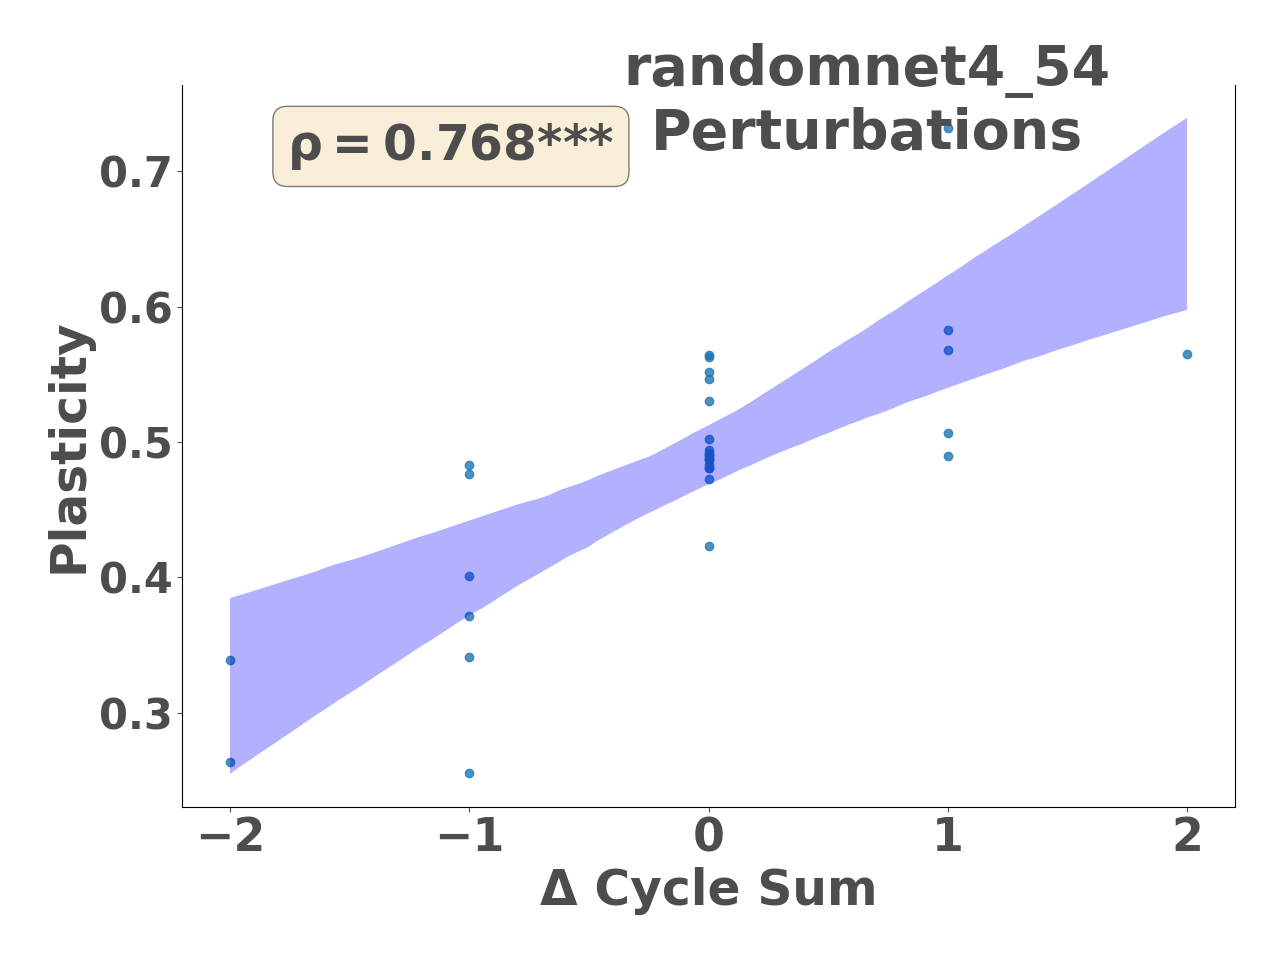 randomnet4_54
Perturbations
ρ = 0.768***
0.7
0.6
0.5
0.4
0.3
Plasticity
−2
−1
0
1
2
Δ Cycle Sum